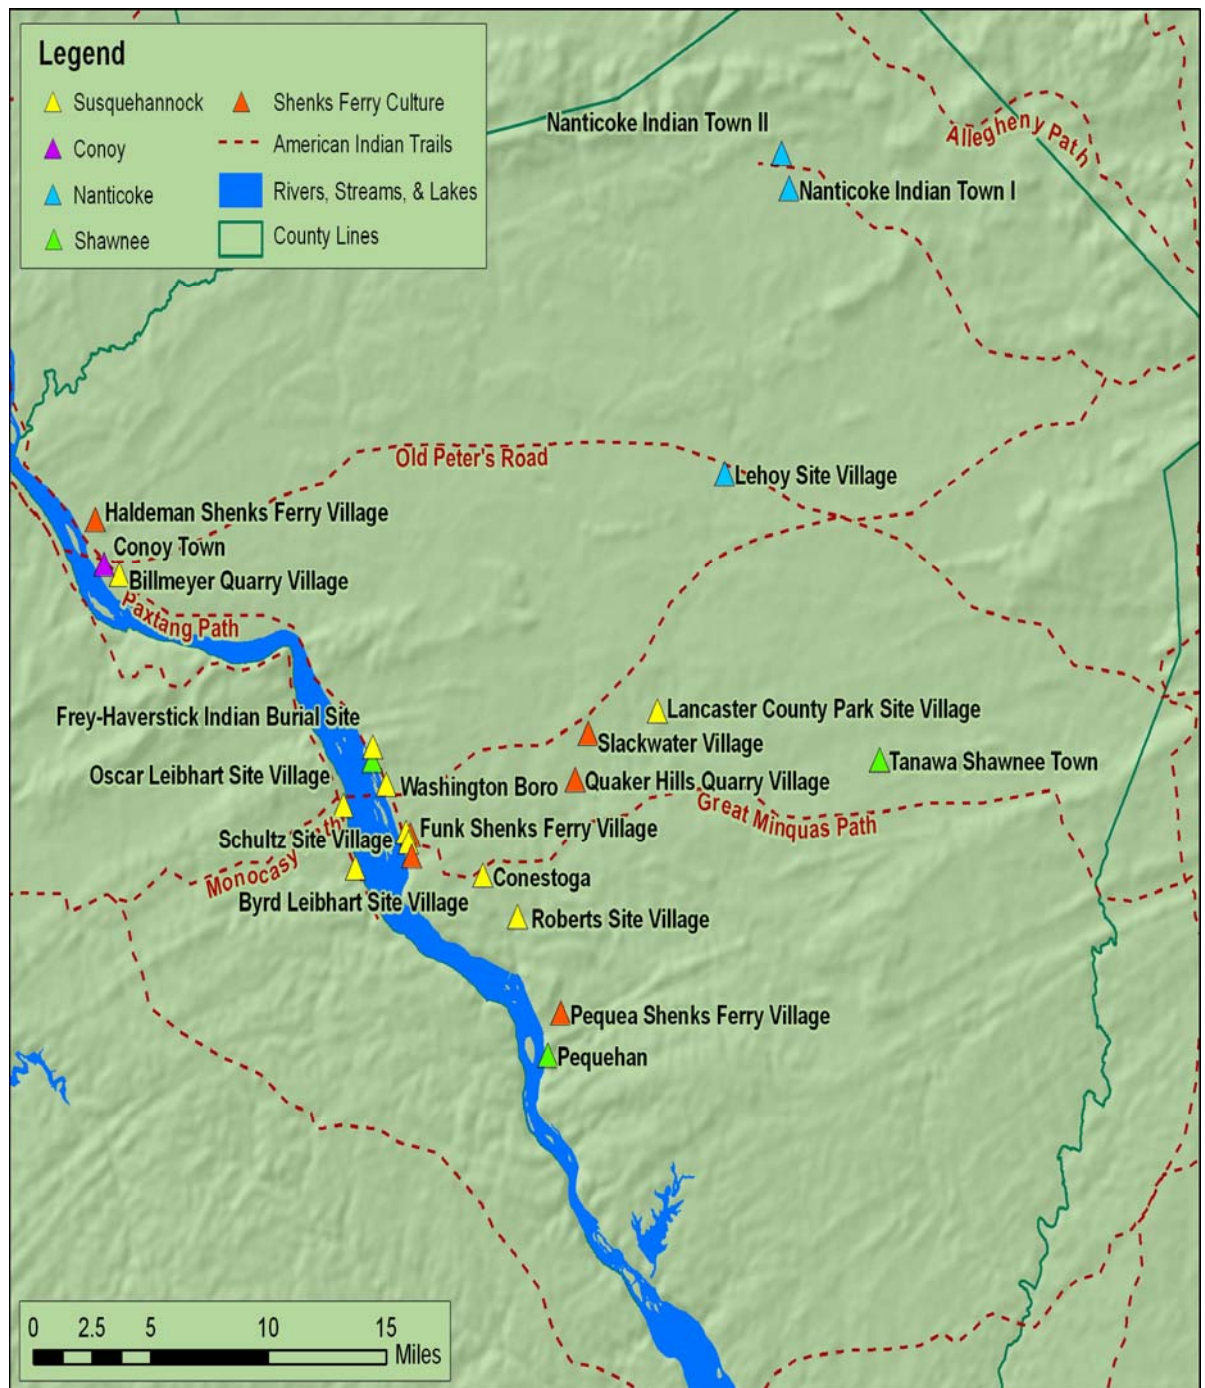 Legend
Susquehannock
Shenks Ferry Culture
Conoy
American Indian Trails
Nanticoke
Rivers, Streams, & Lakes
Shawnee
County Lines
Nanticoke Indian Town II
Allegheny Path
Nanticoke Indian Town I
Old Peter's Road
Lehoy Site Village
Haldeman Shenks Ferry Village
Conoy Town
Billmeyer Quarry Village
Paxtang Path
Frey-Haverstick Indian Burial Site
Lancaster County Park Site Village
Slackwater Village
Tanawa Shawnee Town
Oscar Leibhart Site Village
Washington Boro
Quaker Hills Quarry Village
Great Minquas Path
Funk Shenks Ferry Village
Schultz Site Village
Monocasy
Conestoga
Byrd Leibhart Site Village
Roberts Site Village
Pequea Shenks Ferry Village
Pequehan
0 2.5 5 10 15
Miles